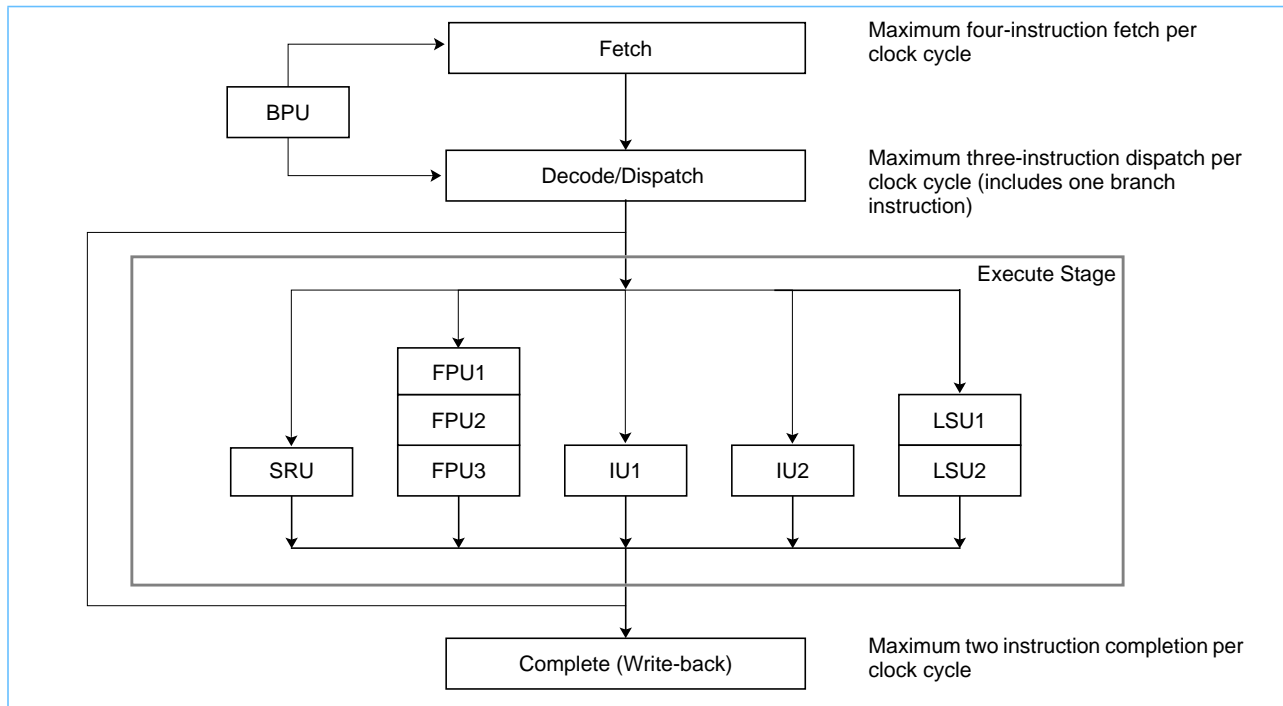 Maximum four-instruction fetch per
clock cycle
Fetch
BPU
Maximum three-instruction dispatch per
clock cycle (includes one branch
instruction)
Decode/Dispatch
Execute Stage
FPU1
FPU2
FPU3
SRU
IU1
IU2
LSU1
LSU2
Maximum two instruction completion per
clock cycle
Complete (Write-back)